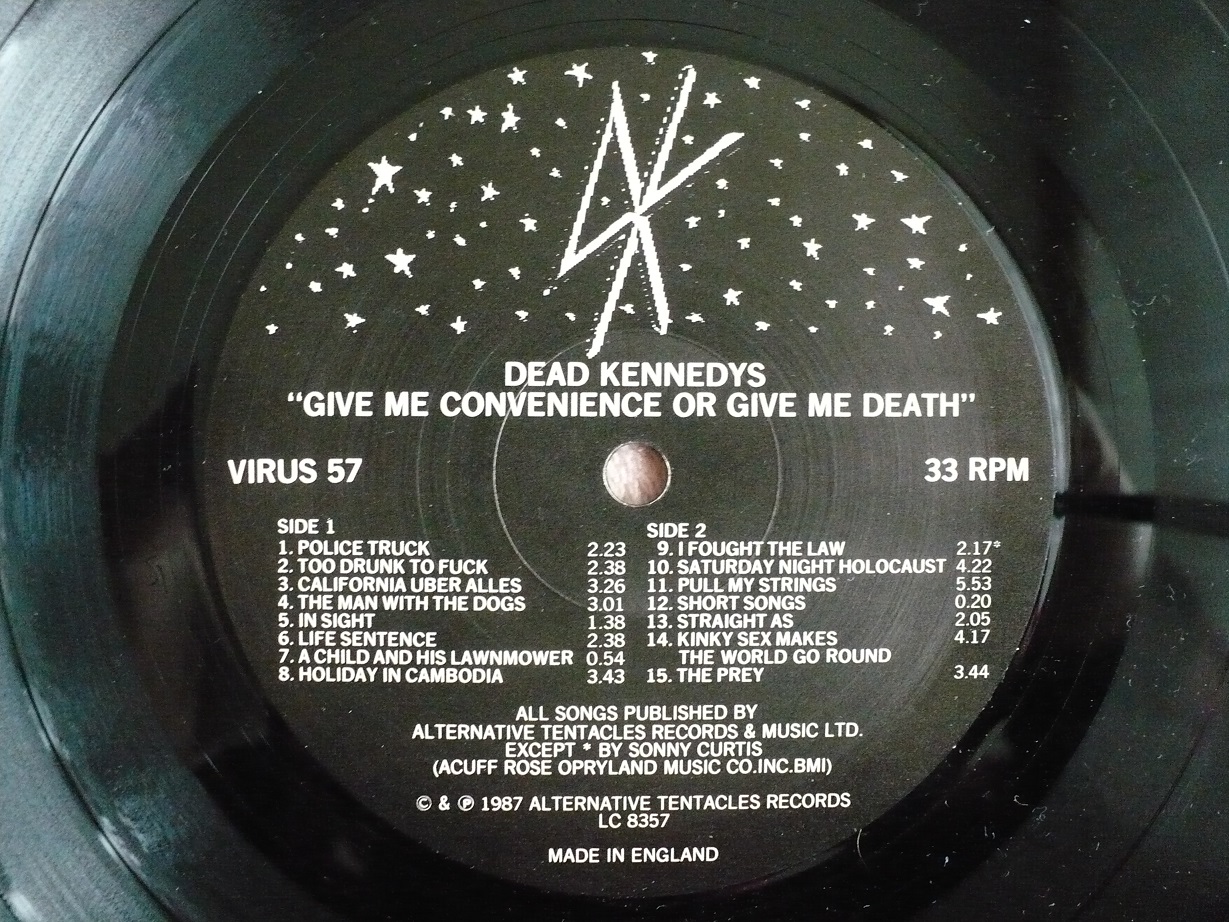 DEAD KENNEDYS
"GIVE ME CONVENIENCE OR GIVE ME DEATH"
VIRUS 57
33 RPM
SIDE 1
1. POLICE TRUCK 2.23
2. TOO DRUNK TO FUCK 2.38
3. CALIFORNIA UBER ALLES 3.26
4. THE MAN WITH THE DOGS 3.01
5. IN SIGHT 1.38
6. LIFE SENTENCE 2.38
7. A CHILD AND HIS LAWNMOWER 0.54
8. HOLIDAY IN CAMBODIA 3.43
SIDE 2
9. I FOUGHT THE LAW 2.17*
10. SATURDAY NIGHT HOLOCAUST 4.22
11. PULL MY STRINGS 5.53
12. SHORT SONGS 0.20
13. STRAIGHT AS 2.05
14. KINKY SEX MAKES 4.17
THE WORLD GO ROUND
15. THE PREY 3.44
ALL SONGS PUBLISHED BY
ALTERNATIVE TENTACLES RECORDS & MUSIC LTD.
EXCEPT * BY SONNY CURTIS
(ACUFF ROSE OPRYLAND MUSIC CO.INC.BMI)
© & ℗ 1987 ALTERNATIVE TENTACLES RECORDS
LC 8357
MADE IN ENGLAND